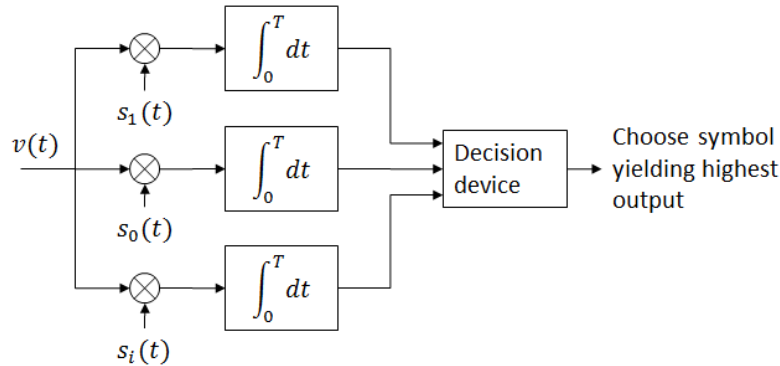 ∫₀ᵀ dt
s₁(t)
v(t)
∫₀ᵀ dt
s₀(t)
Decision
device
Choose symbol
yielding highest
output
∫₀ᵀ dt
sᵢ(t)